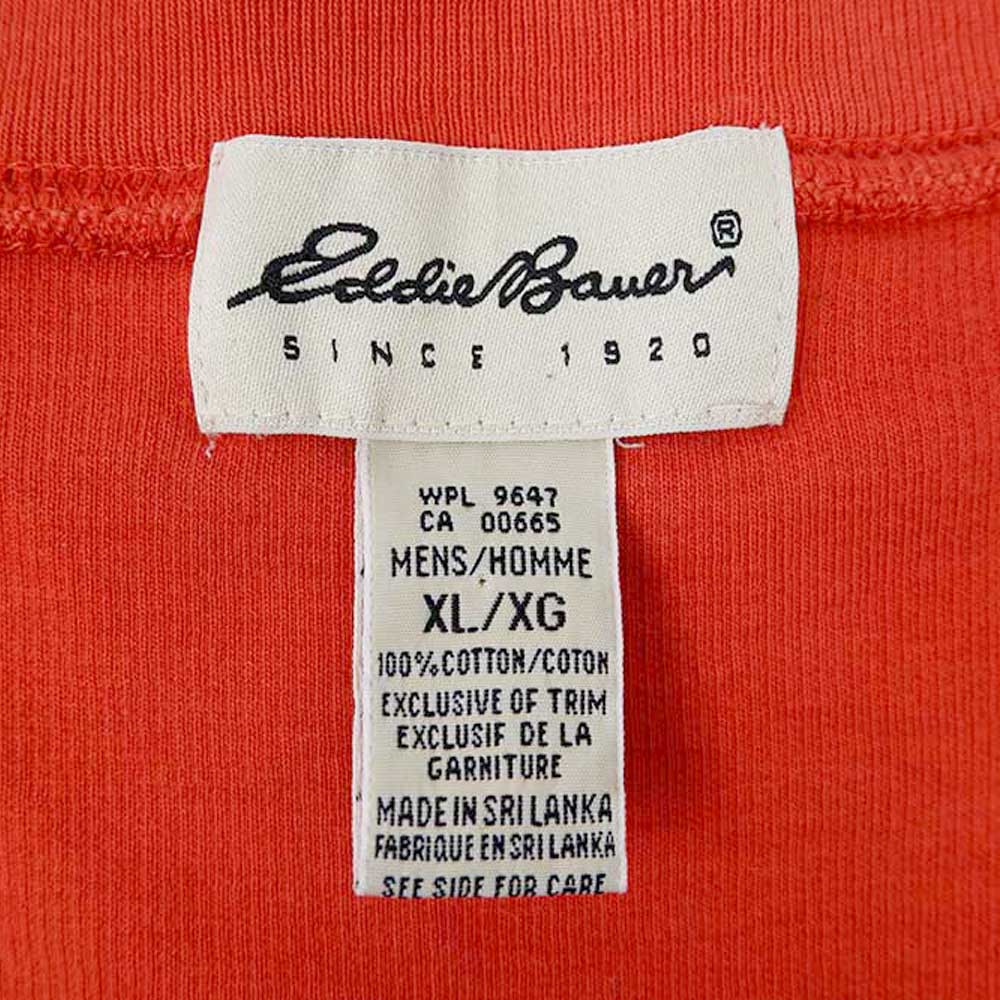 Eddie Bauer®
SINCE 1920
WPL 9647
CA 00665
MENS/HOMME
XL/XG
100% COTTON/COTON
EXCLUSIVE OF TRIM
EXCLUSIF DE LA
GARNITURE
MADE IN SRI LANKA
FABRIQUE EN SRI LANKA
SEE SIDE FOR CARE